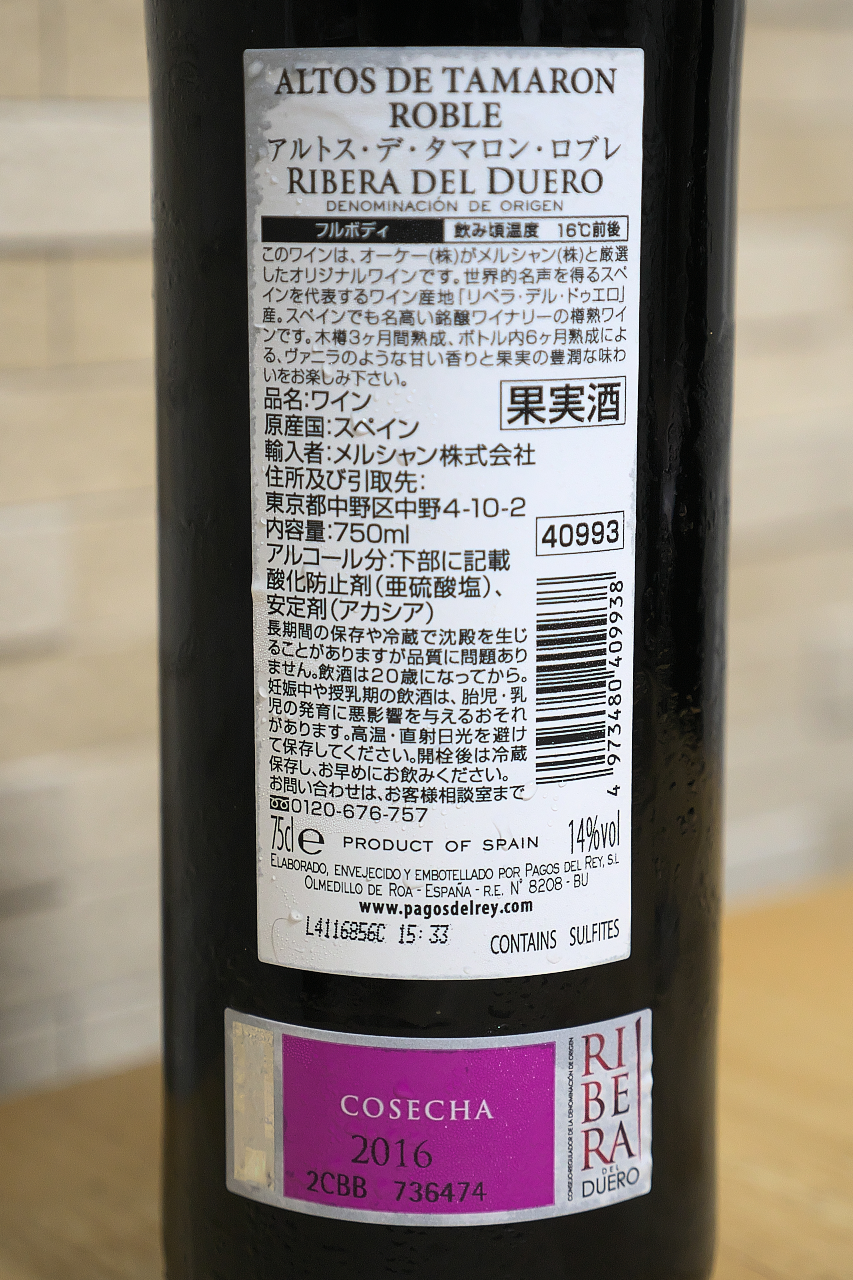 ALTOS DE TAMARON
ROBLE
アルトス・デ・タマロン・ロブレ
RIBERA DEL DUERO
DENOMINACIÓN DE ORIGEN
フルボディ 飲み頃温度 16℃前後
このワインは、オーケー(株)がメルシャン(株)と厳選
したオリジナルワインです。世界的名声を得るスペ
インを代表するワイン産地「リベラ・デル・ドゥエロ」
産。スペインでも名高い銘醸ワイナリーの樽熟ワイ
ンです。木樽3ヶ月間熟成、ボトル内6ヶ月熟成によ
る、ヴァニラのような甘い香りと果実の豊潤な味わ
いをお楽しみ下さい。
果実酒
品名:ワイン
原産国:スペイン
輸入者:メルシャン株式会社
住所及び引取先:
東京都中野区中野4-10-2
内容量:750ml
40993
アルコール分:下部に記載
酸化防止剤(亜硫酸塩)、
安定剤(アカシア)
長期間の保存や冷蔵で沈殿を生じ
ることがありますが品質に問題あり
ません。飲酒は20歳になってから。
妊娠中や授乳期の飲酒は、胎児・乳
児の発育に悪影響を与えるおそれ
があります。高温・直射日光を避け
て保存してください。開栓後は冷蔵
保存し、お早めにお飲みください。
お問い合わせは、お客様相談室まで
0120-676-757
4 973480 409938
75cl e PRODUCT OF SPAIN 14%vol
ELABORADO, ENVEJECIDO Y EMBOTELLADO POR PAGOS DEL REY, S.L
OLMEDILLO DE ROA - ESPAÑA - R.E. Nº 8208 - BU
www.pagosdelrey.com
L4116856C 15:33
CONTAINS SULFITES
COSECHA
2016
2CBB 736474
CONSEJO REGULADOR DE LA DENOMINACIÓN DE ORIGEN
RI
BE
RA
DEL
DUERO